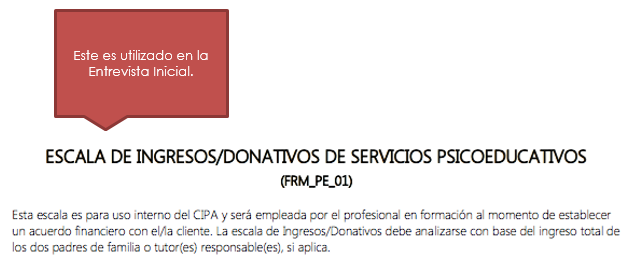 Este es utilizado en la
Entrevista Inicial.
ESCALA DE INGRESOS/DONATIVOS DE SERVICIOS PSICOEDUCATIVOS
(FRM_PE_01)
Esta escala es para uso interno del CIPA y será empleada por el profesional en formación al momento de establecer
un acuerdo financiero con el/la cliente. La escala de Ingresos/Donativos debe analizarse con base del ingreso total de
los dos padres de familia o tutor(es) responsable(es), si aplica.